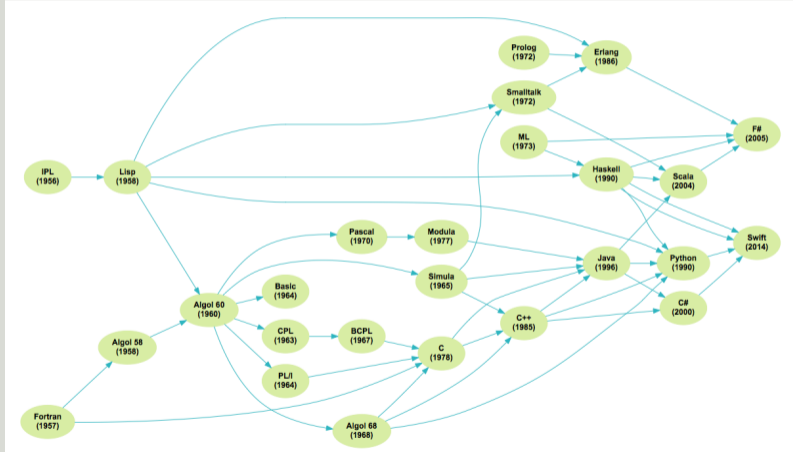 Prolog
(1972)
Erlang
(1986)
Smalltalk
(1972)
ML
(1973)
F#
(2005)
IPL
(1956)
Lisp
(1958)
Haskell
(1990)
Scala
(2004)
Pascal
(1970)
Modula
(1977)
Swift
(2014)
Simula
(1965)
Java
(1996)
Python
(1990)
Basic
(1964)
Algol 60
(1960)
C#
(2000)
CPL
(1963)
BCPL
(1967)
C++
(1985)
Algol 58
(1958)
C
(1978)
PL/I
(1964)
Fortran
(1957)
Algol 68
(1968)